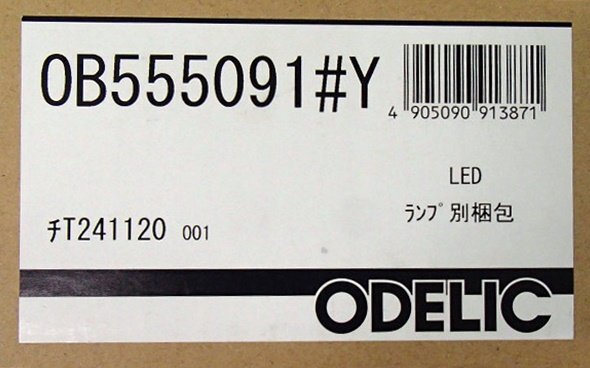 OB555091#Y
4 905090 913871
LED
ﾗﾝﾌﾟ別梱包
ﾁT241120 001
ODELIC